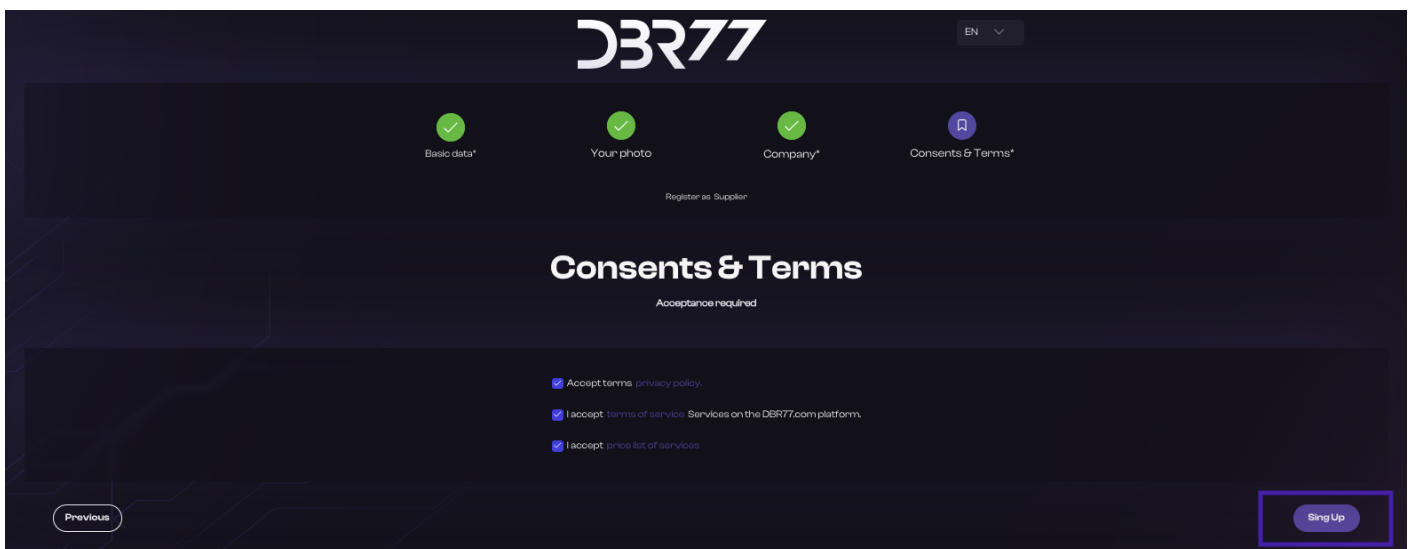 DBR77
EN
Basic data*
Your photo
Company*
Consents & Terms*
Register as Supplier
Consents & Terms
Acceptance required
Accept terms privacy policy.
I accept terms of service Services on the DBR77.com platform.
I accept price list of services
Previous
Sing Up